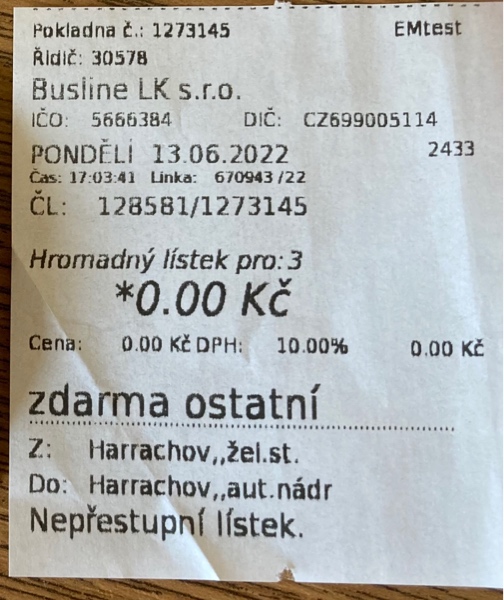 Pokladna č.: 1273145 EMtest
Řidič: 30578
Busline LK s.r.o.
IČO: 5666384 DIČ: CZ699005114
PONDĚLÍ 13.06.2022 2433
Čas: 17:03:41 Linka: 670943/22
ČL: 128581/1273145
Hromadný lístek pro: 3
*0.00 Kč
Cena: 0.00 Kč DPH: 10.00% 0.00 Kč
zdarma ostatní
Z: Harrachov,,žel.st.
Do: Harrachov,,aut.nádr
Nepřestupní lístek.